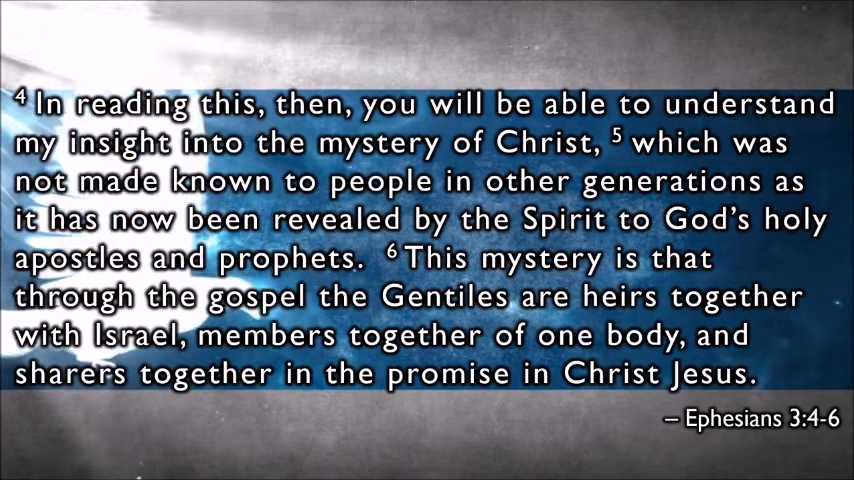 ⁴ In reading this, then, you will be able to understand
my insight into the mystery of Christ, ⁵ which was
not made known to people in other generations as
it has now been revealed by the Spirit to God’s holy
apostles and prophets. ⁶ This mystery is that
through the gospel the Gentiles are heirs together
with Israel, members together of one body, and
sharers together in the promise in Christ Jesus.
– Ephesians 3:4-6